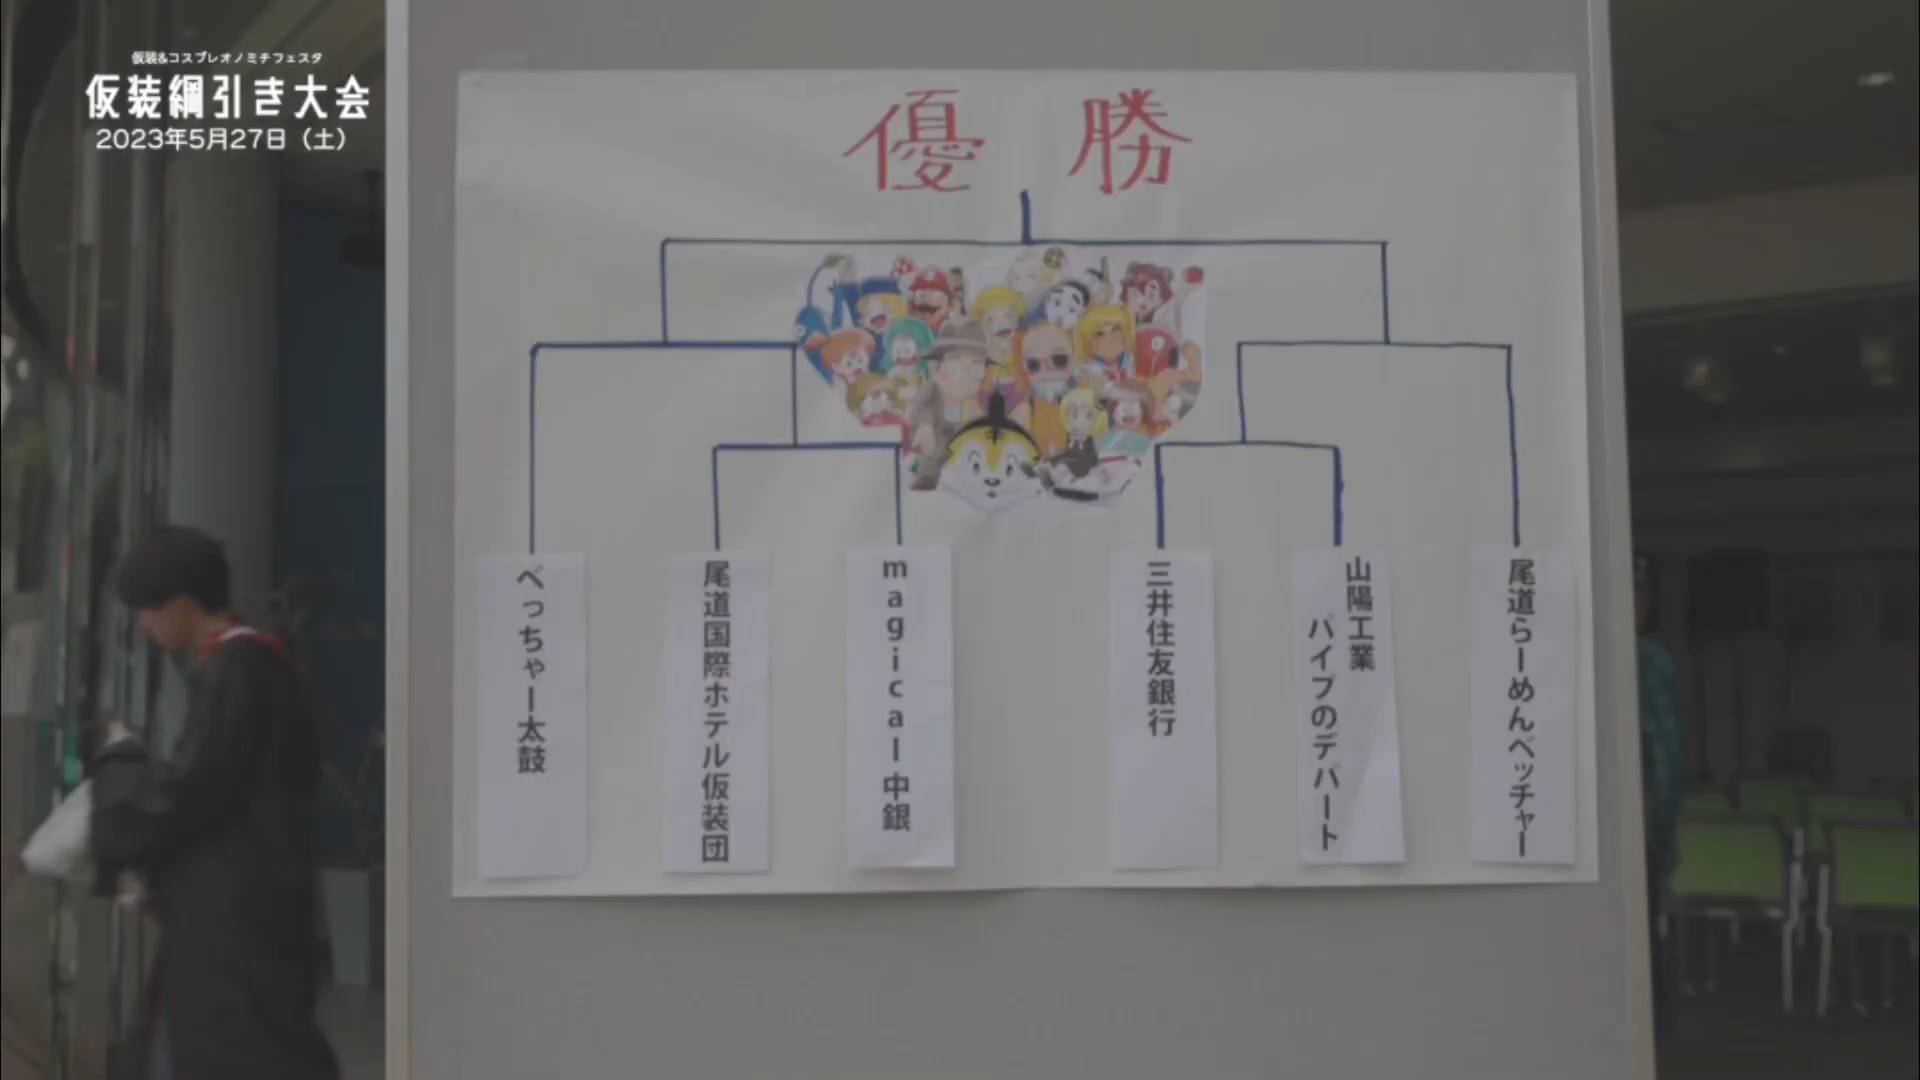 仮装&コスプレオノミチフェスタ
仮装綱引き大会
2023年5月27日（土）
優勝
べっちゃー太鼓
尾道国際ホテル仮装団
magical中銀
三井住友銀行
山陽工業
パイプのデパート
尾道らーめんベッチャー